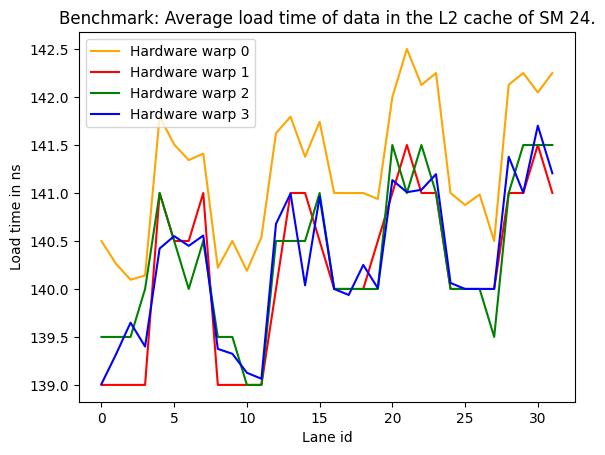 Benchmark: Average load time of data in the L2 cache of SM 24.
Hardware warp 0
Hardware warp 1
Hardware warp 2
Hardware warp 3
Load time in ns
142.5
142.0
141.5
141.0
140.5
140.0
139.5
139.0
0 5 10 15 20 25 30
Lane id